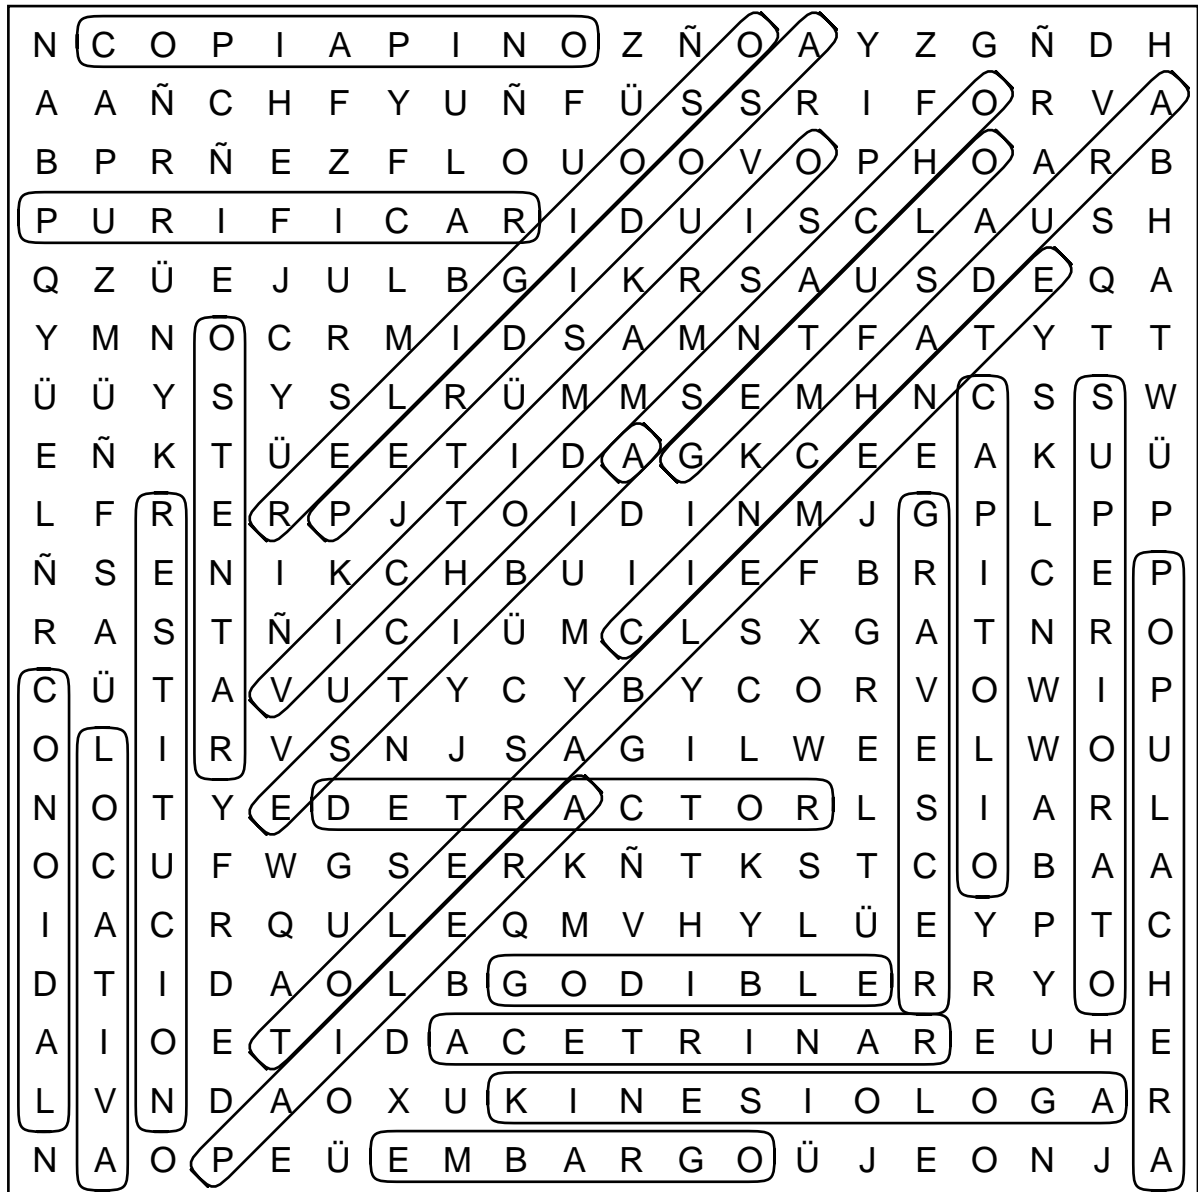 N C O P I A P I N O Z Ñ O A Y Z G Ñ D H
A A Ñ C H F Y U Ñ F Ü S S R I F O R V A
B P R Ñ E Z F L O U O O V O P H O A R B
P U R I F I C A R I D U I S C L A U S H
Q Z Ü E J U L B G I K R S A U S D E Q A
Y M N O C R M I D S A M N T F A T Y T T
Ü Ü Y S Y S L R Ü M M S E M H N C S S W
E Ñ K T Ü E E T I D A G K C E E A K U Ü
L F R E R P J T O I D I N M J G P L P P
Ñ S E N I K C H B U I I E F B R I C E P
R A S T Ñ I C I Ü M C L S X G A T N R O
C Ü T A V U T Y C Y B Y C O R V O W I P
O L I R V S N J S A G I L W E E L W O U
N O T Y E D E T R A C T O R L S I A R L
O C U F W G S E R K Ñ T K S T C O B A A
I A C R Q U L E Q M V H Y L Ü E Y P T C
D T I D A O L B G O D I B L E R R Y O H
A I O E T I D A C E T R I N A R E U H E
L V N D A O X U K I N E S I O L O G A R
N A O P E Ü E M B A R G O Ü J E O N J A